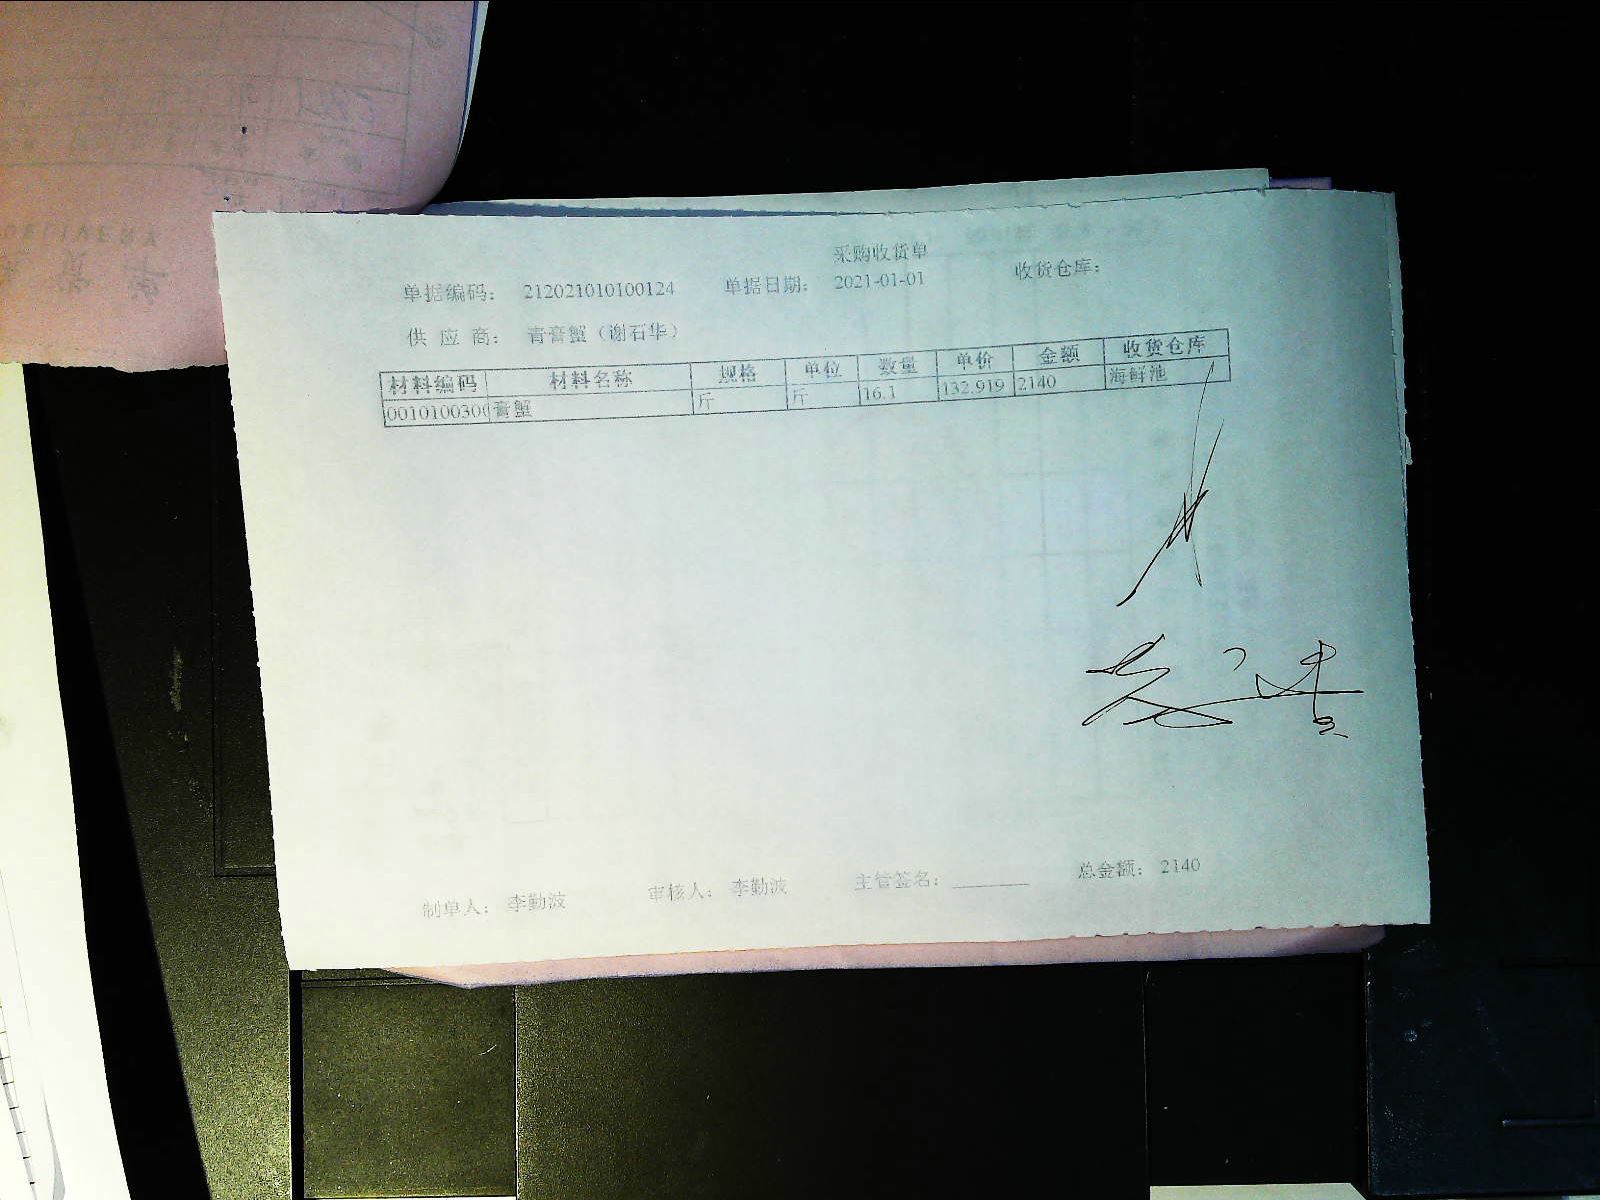 采购收货单
单据编码： 212021010100124 单据日期： 2021-01-01 收货仓库：
供 应 商： 青膏蟹（谢石华）
材料编码 材料名称 规格 单位 数量 单价 金额 收货仓库
0010100300 膏蟹 斤 斤 16.1 132.919 2140 海鲜池
制单人： 李勤波 审核人： 李勤波 主管签名： 总金额： 2140